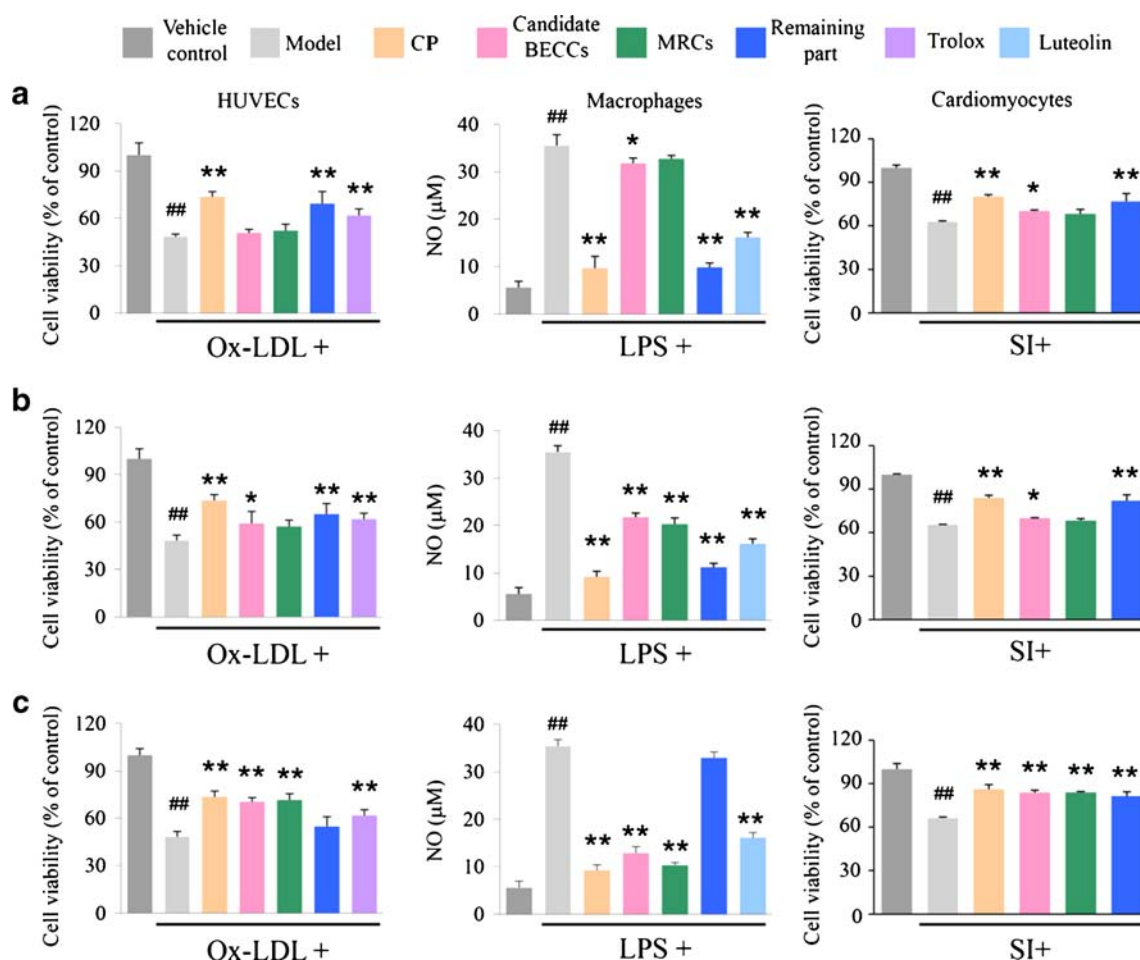 Vehicle control
Model
CP
Candidate BECCs
MRCs
Remaining part
Trolox
Luteolin
a
HUVECs
Macrophages
Cardiomyocytes
Cell viability (% of control)
120
90
60
30
0
##
**
**
**
Ox-LDL +
NO (μM)
40
30
20
10
0
##
**
*
**
**
LPS +
Cell viability (% of control)
120
90
60
30
0
##
**
*
**
SI+
b
Cell viability (% of control)
120
90
60
30
0
##
**
*
**
**
Ox-LDL +
NO (μM)
40
30
20
10
0
##
**
**
**
**
**
LPS +
Cell viability (% of control)
120
90
60
30
0
##
**
*
**
SI+
c
Cell viability (% of control)
120
90
60
30
0
##
**
**
**
**
Ox-LDL +
NO (μM)
40
30
20
10
0
##
**
**
**
**
LPS +
Cell viability (% of control)
120
90
60
30
0
##
**
**
**
**
SI+